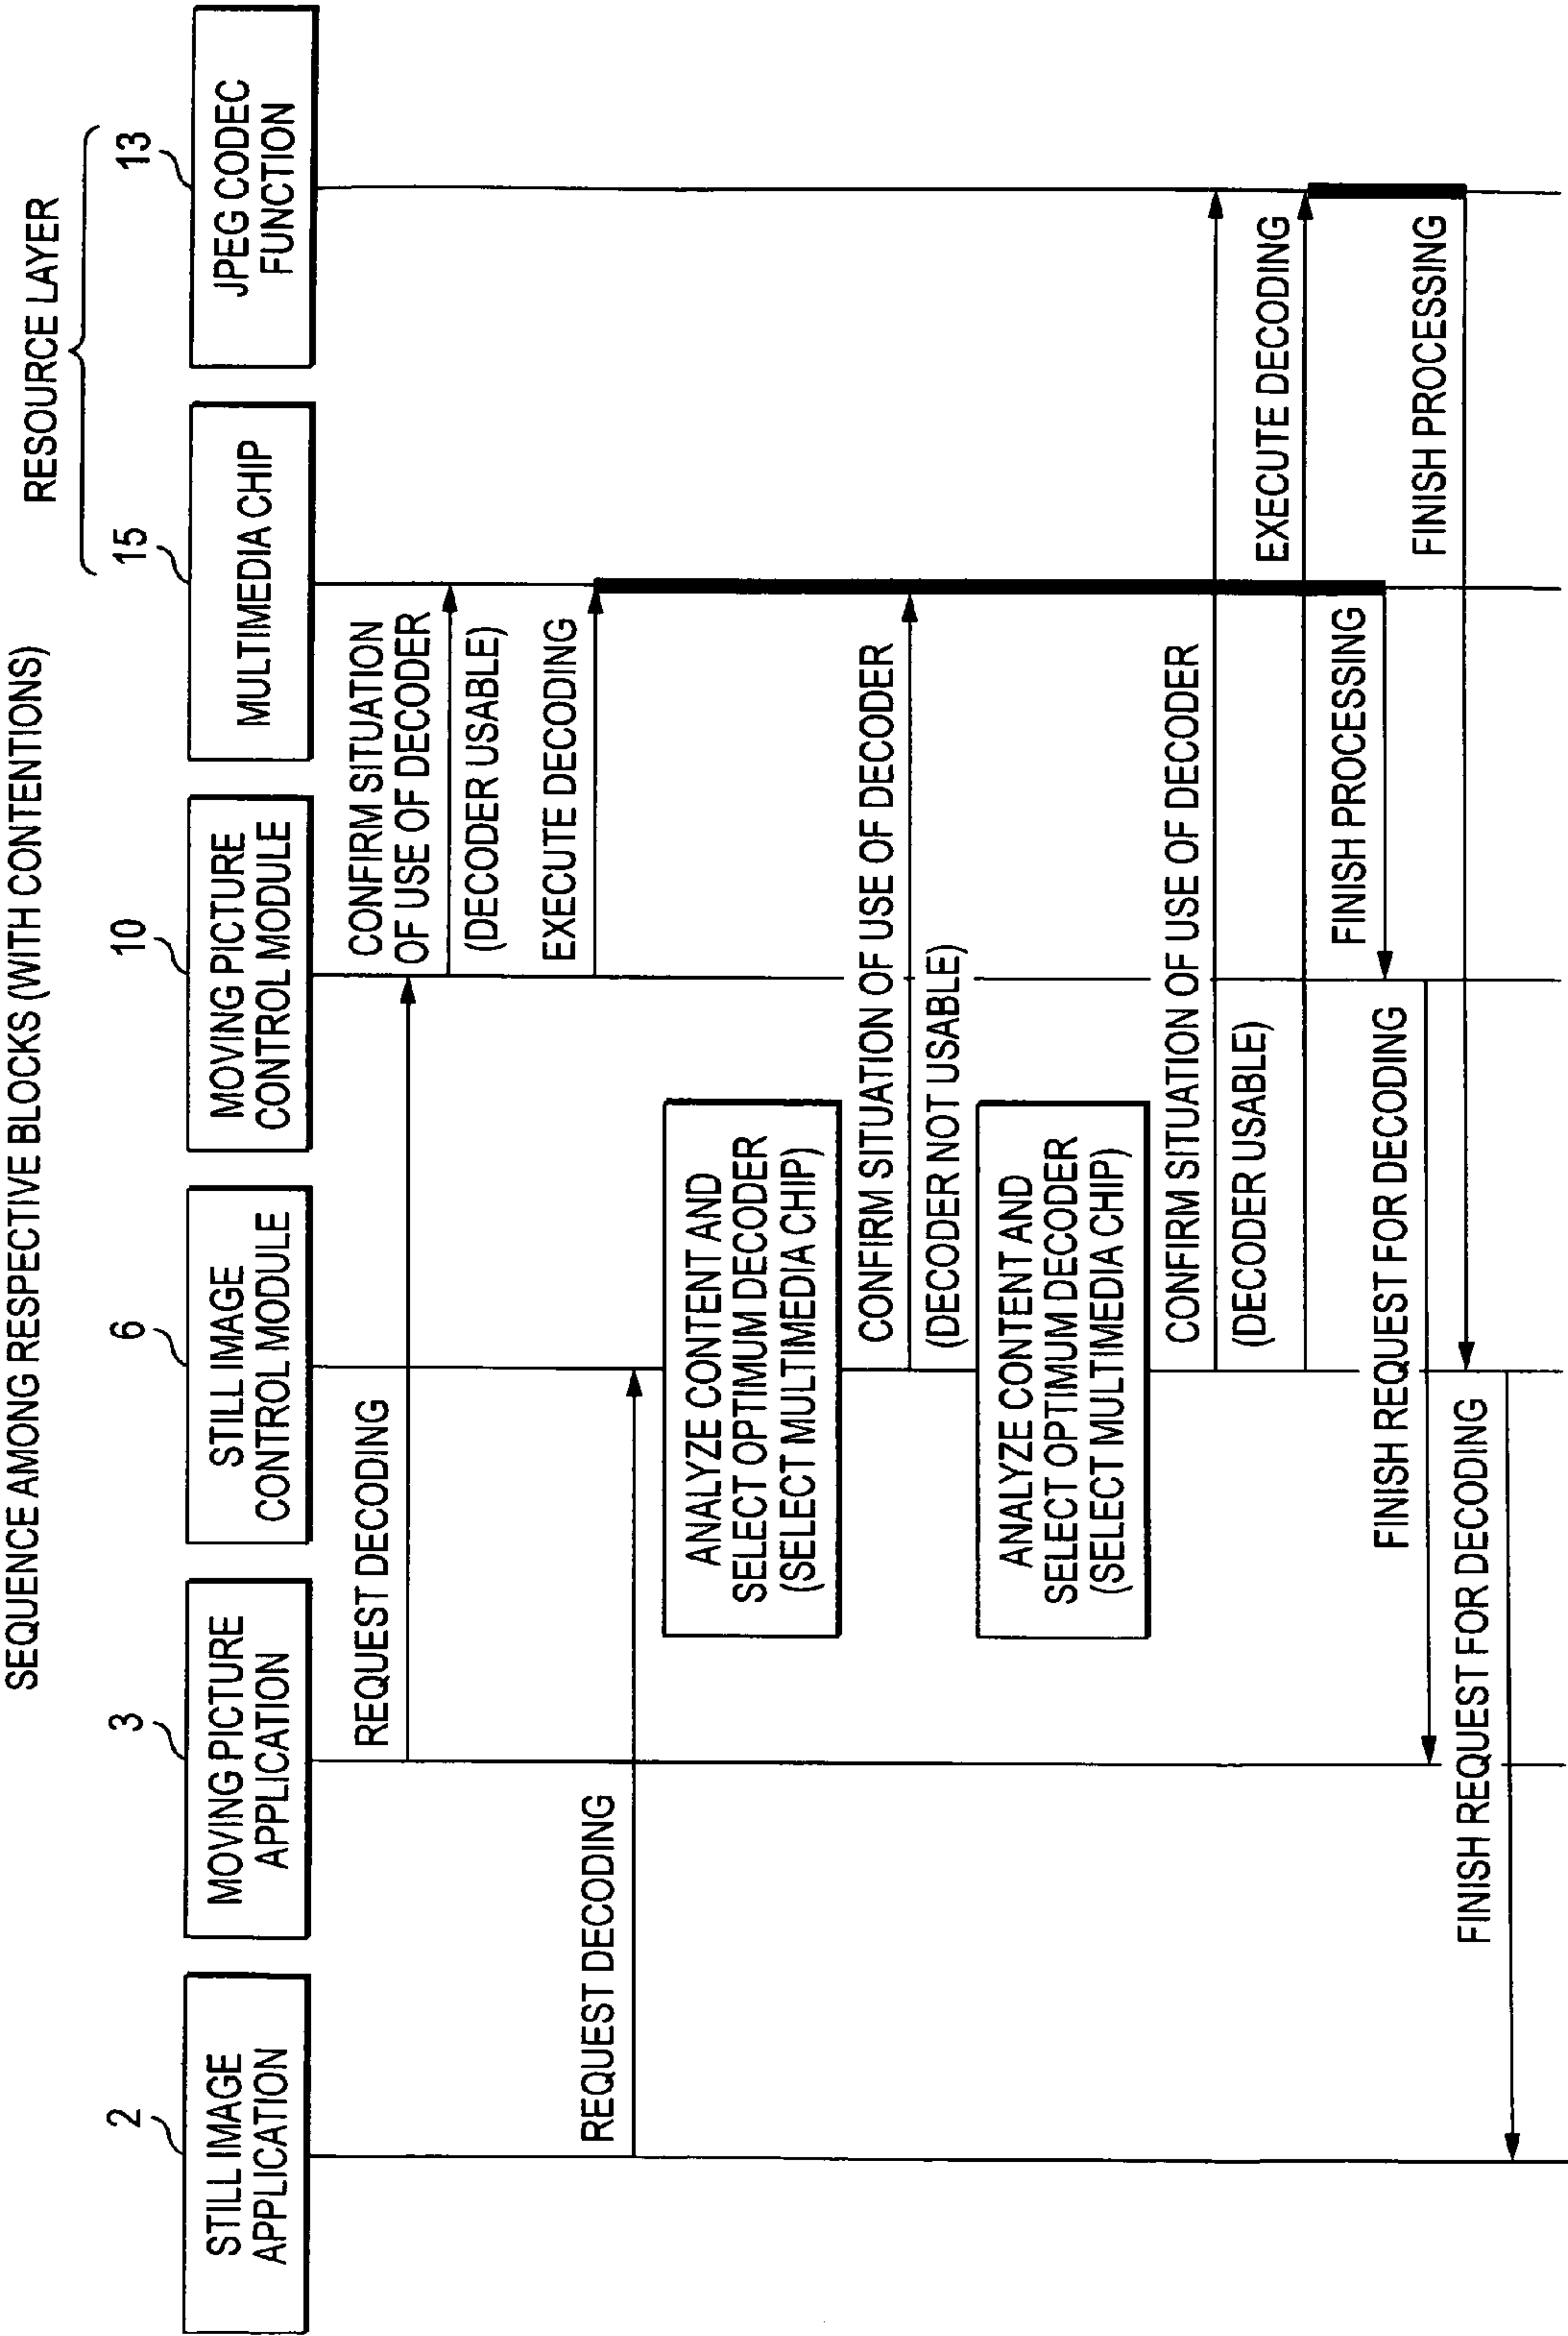 SEQUENCE AMONG RESPECTIVE BLOCKS (WITH CONTENTIONS)
RESOURCE LAYER
2
3
6
10
15
13
STILL IMAGE
APPLICATION
MOVING PICTURE
APPLICATION
STILL IMAGE
CONTROL MODULE
MOVING PICTURE
CONTROL MODULE
MULTIMEDIA CHIP
JPEG CODEC
FUNCTION
REQUEST DECODING
CONFIRM SITUATION
OF USE OF DECODER
(DECODER USABLE)
EXECUTE DECODING
REQUEST DECODING
ANALYZE CONTENT AND
SELECT OPTIMUM DECODER
(SELECT MULTIMEDIA CHIP)
CONFIRM SITUATION OF USE OF DECODER
(DECODER NOT USABLE)
ANALYZE CONTENT AND
SELECT OPTIMUM DECODER
(SELECT MULTIMEDIA CHIP)
CONFIRM SITUATION OF USE OF DECODER
(DECODER USABLE)
EXECUTE DECODING
FINISH PROCESSING
FINISH REQUEST FOR DECODING
FINISH PROCESSING
FINISH REQUEST FOR DECODING